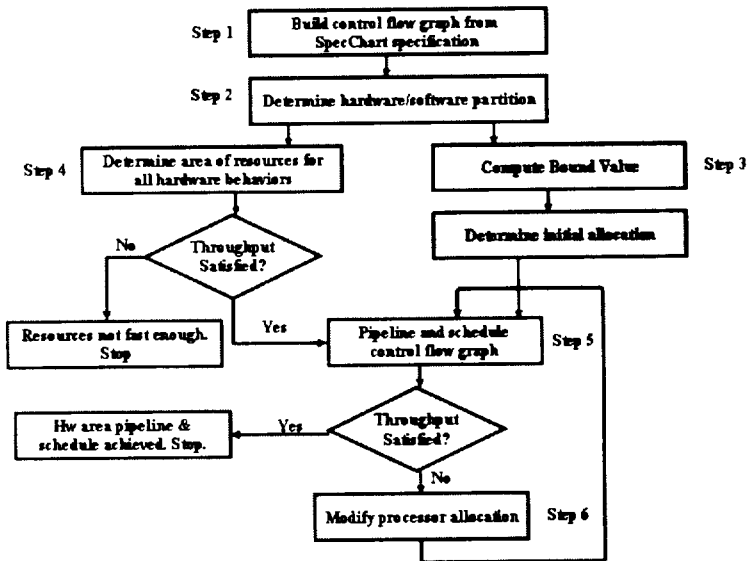 Step 1
Build control flow graph from
SpecChart specification
Step 2
Determine hardware/software partition
Step 4
Determine area of resources for
all hardware behaviors
Compute Bound Value
Step 3
Determine initial allocation
No
Throughput
Satisfied?
Resources not fast enough.
Stop
Yes
Pipeline and schedule
control flow graph
Step 5
Hw area pipeline &
schedule achieved. Stop.
Yes
Throughput
Satisfied?
No
Modify processor allocation
Step 6